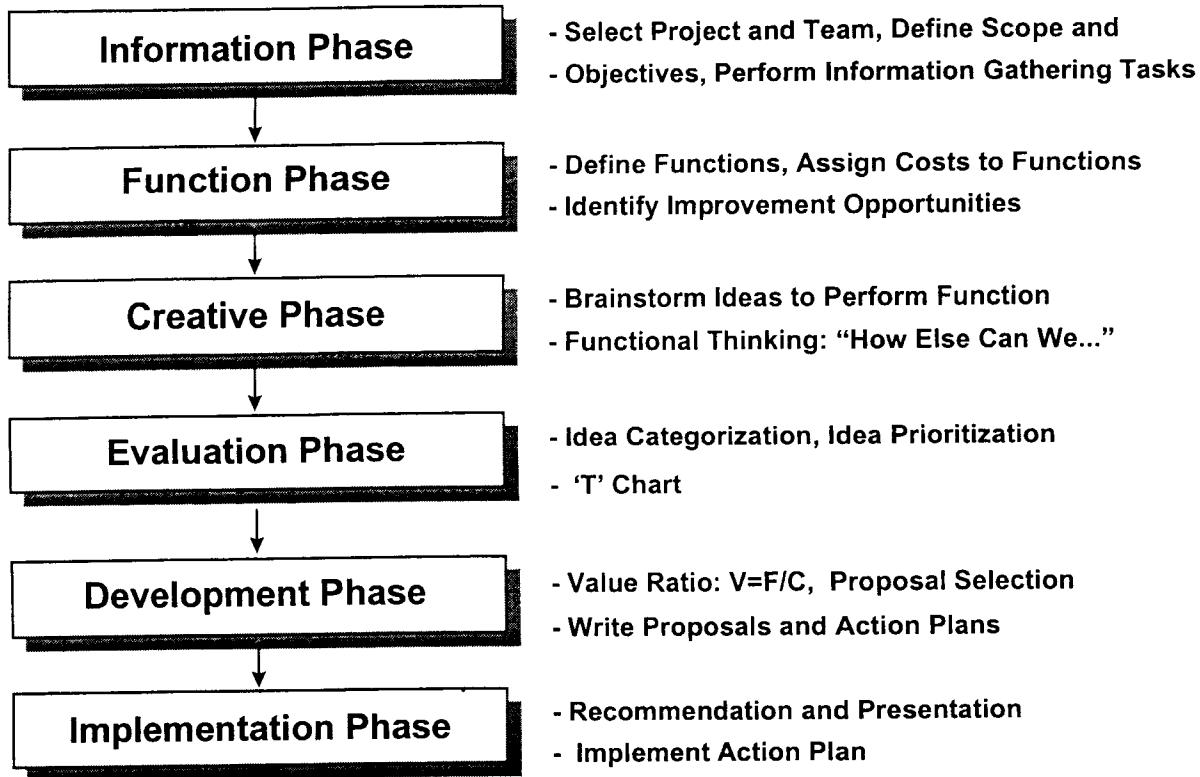 Information Phase
- Select Project and Team, Define Scope and
- Objectives, Perform Information Gathering Tasks
Function Phase
- Define Functions, Assign Costs to Functions
- Identify Improvement Opportunities
Creative Phase
- Brainstorm Ideas to Perform Function
- Functional Thinking: “How Else Can We...”
Evaluation Phase
- Idea Categorization, Idea Prioritization
- ‘T’ Chart
Development Phase
- Value Ratio: V=F/C, Proposal Selection
- Write Proposals and Action Plans
Implementation Phase
- Recommendation and Presentation
- Implement Action Plan